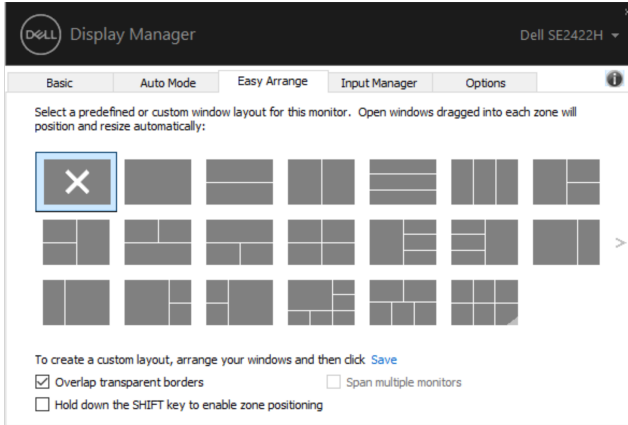 DELL Display Manager
Dell SE2422H
Basic Auto Mode Easy Arrange Input Manager Options
Select a predefined or custom window layout for this monitor. Open windows dragged into each zone will
position and resize automatically:
To create a custom layout, arrange your windows and then click Save
Overlap transparent borders
Span multiple monitors
Hold down the SHIFT key to enable zone positioning